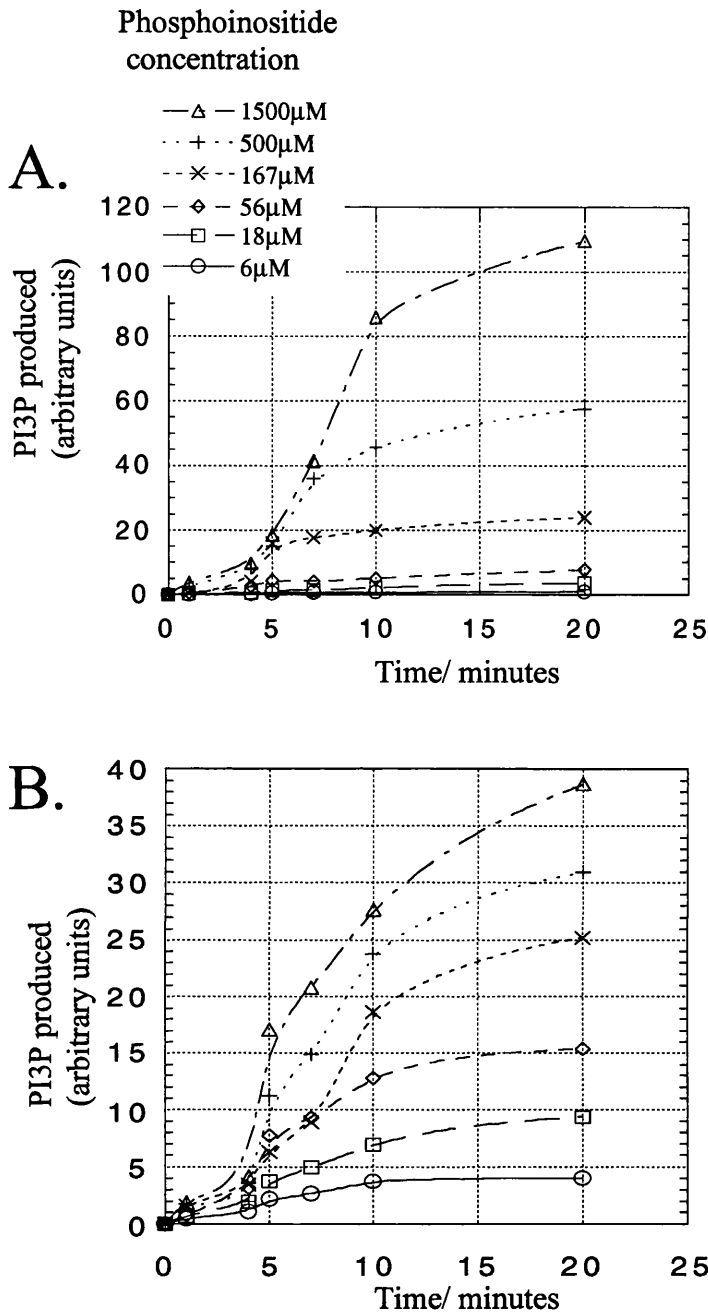 Phosphoinositide
concentration
1500µM
500µM
167µM
56µM
18µM
6µM
A.
PI3P produced
(arbitrary units)
120
100
80
60
40
20
0
0 5 10 15 20 25
Time/ minutes
B.
PI3P produced
(arbitrary units)
40
35
30
25
20
15
10
5
0
0 5 10 15 20 25
Time/ minutes